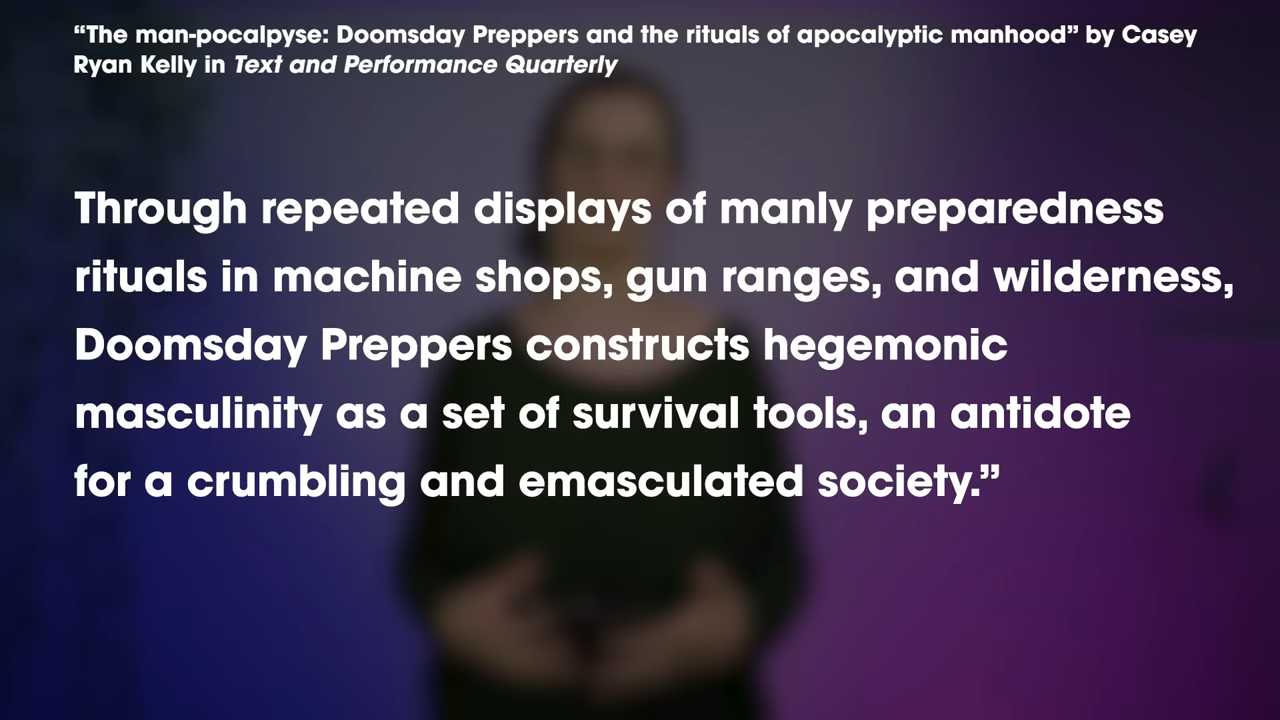 “The man-pocalpyse: Doomsday Preppers and the rituals of apocalyptic manhood” by Casey
Ryan Kelly in Text and Performance Quarterly
Through repeated displays of manly preparedness
rituals in machine shops, gun ranges, and wilderness,
Doomsday Preppers constructs hegemonic
masculinity as a set of survival tools, an antidote
for a crumbling and emasculated society.”